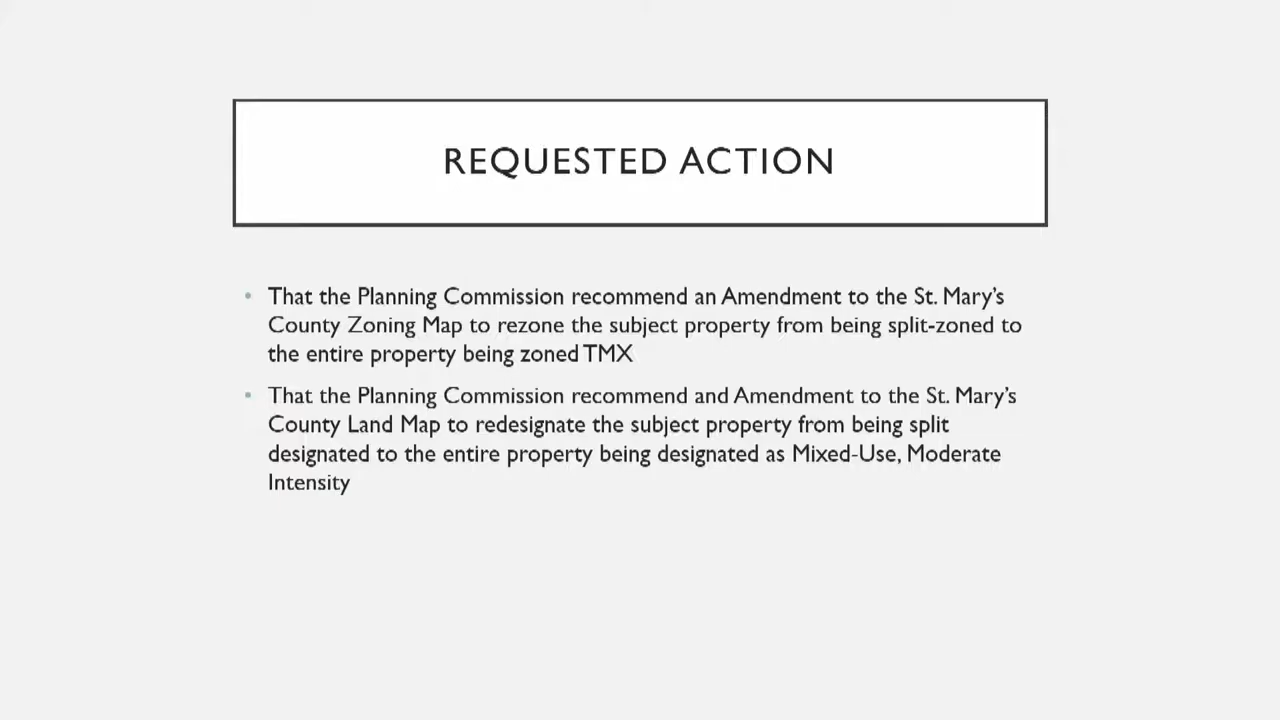 REQUESTED ACTION
• That the Planning Commission recommend an Amendment to the St. Mary’s
County Zoning Map to rezone the subject property from being split-zoned to
the entire property being zoned TMX
• That the Planning Commission recommend and Amendment to the St. Mary’s
County Land Map to redesignate the subject property from being split
designated to the entire property being designated as Mixed-Use, Moderate
Intensity